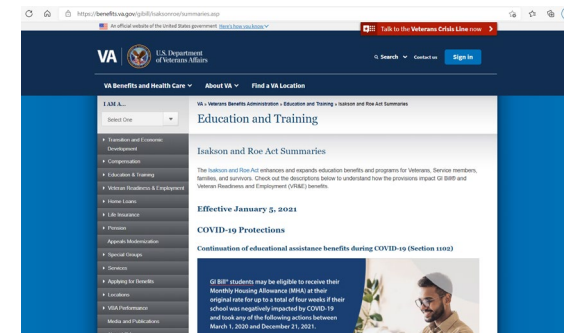 https://benefits.va.gov/gibill/isaksonrow/summaries.asp
An official website of the United States government Here's how you know
Talk to the Veterans Crisis Line now
VA
U.S. Department
of Veterans Affairs
Search
Contact us
Sign in
VA Benefits and Health Care
About VA
Find a VA Location
I AM A...
Select One
Transition and Economic
Development
Compensation
Education & Training
Veteran Readiness & Employment
Home Loans
Life Insurance
Pension
Appeals Modernization
Special Groups
Services
Applying for Benefits
Locations
VBA Performance
Media and Publications
VA » Veterans Benefits Administration » Education and Training » Isakson and Roe Act Summaries
Education and Training
Isakson and Roe Act Summaries
The Isakson and Roe Act enhances and expands education benefits and programs for Veterans, Service members,
families, and survivors. Check out the descriptions below to understand how the provisions impact GI Bill® and
Veteran Readiness and Employment (VR&E) benefits.
Effective January 5, 2021
COVID-19 Protections
Continuation of educational assistance benefits during COVID-19 (Section 1102)
GI Bill® students may be eligible to receive their
Monthly Housing Allowance (MHA) at their
original rate for up to a total of four weeks if their
school was negatively impacted by COVID-19
and took any of the following actions between
March 1, 2020 and December 21, 2021.